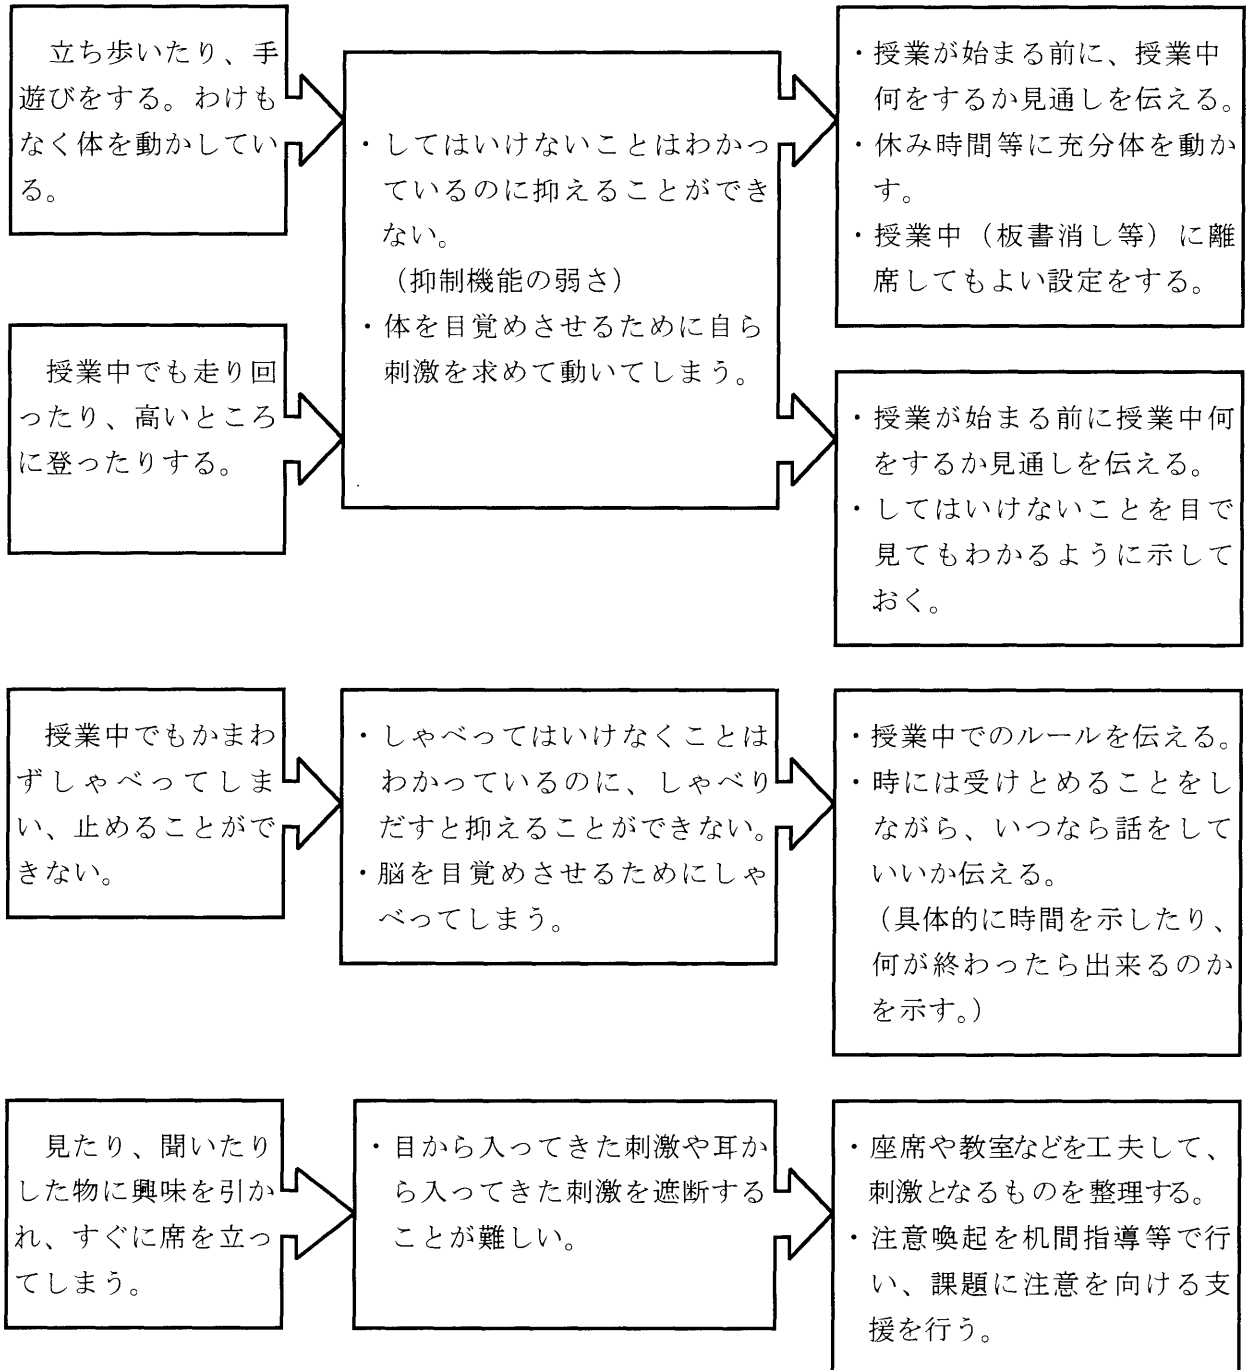 立ち歩いたり、手
遊びをする。わけも
なく体を動かしてい
る。
授業中でも走り回
ったり、高いところ
に登ったりする。
・してはいけないことはわかっ
ているのに抑えることができ
ない。
（抑制機能の弱さ）
・体を目覚めさせるために自ら
刺激を求めて動いてしまう。
・授業が始まる前に、授業中
何をするか見通しを伝える。
・休み時間等に充分体を動か
す。
・授業中（板書消し等）に離
席してもよい設定をする。
・授業が始まる前に授業中何
をするか見通しを伝える。
・してはいけないことを目で
見てもわかるように示して
おく。
授業中でもかまわ
ずしゃべってしま
い、止めることがで
きない。
・しゃべってはいけなくことは
わかっているのに、しゃべり
だすと抑えることができない。
・脳を目覚めさせるためにしゃ
べってしまう。
・授業中でのルールを伝える。
・時には受けとめることをし
ながら、いつなら話をして
いいか伝える。
（具体的に時間を示したり、
何が終わったら出来るのか
を示す。）
見たり、聞いたり
した物に興味を引か
れ、すぐに席を立っ
てしまう。
・目から入ってきた刺激や耳か
ら入ってきた刺激を遮断する
ことが難しい。
・座席や教室などを工夫して、
刺激となるものを整理する。
・注意喚起を机間指導等で行
い、課題に注意を向ける支
援を行う。